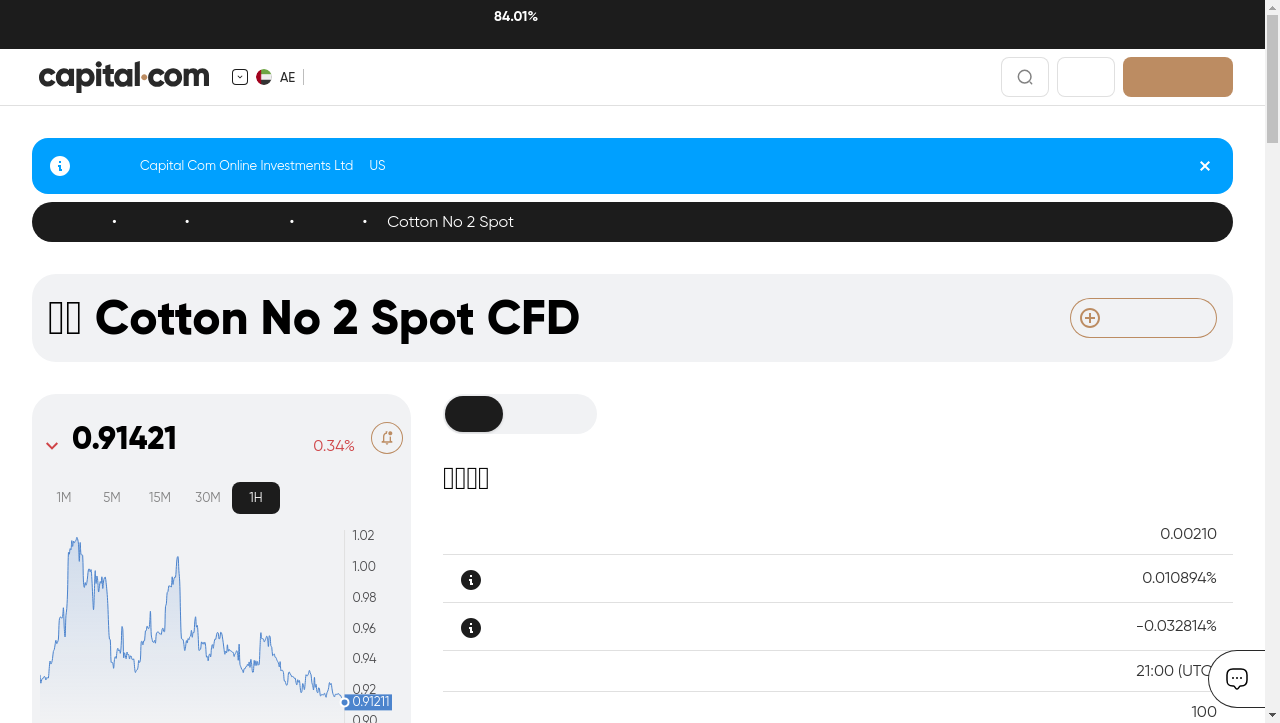 84.01%
capital.com
AE
Capital Com Online Investments Ltd US
Cotton No 2 Spot
Cotton No 2 Spot CFD
0.91421
0.34%
1M 5M 15M 30M 1H
1.02
1.00
0.98
0.96
0.94
0.92
0.91211
0.90
0.00210
0.010894%
-0.032814%
21:00 (UTC)
100